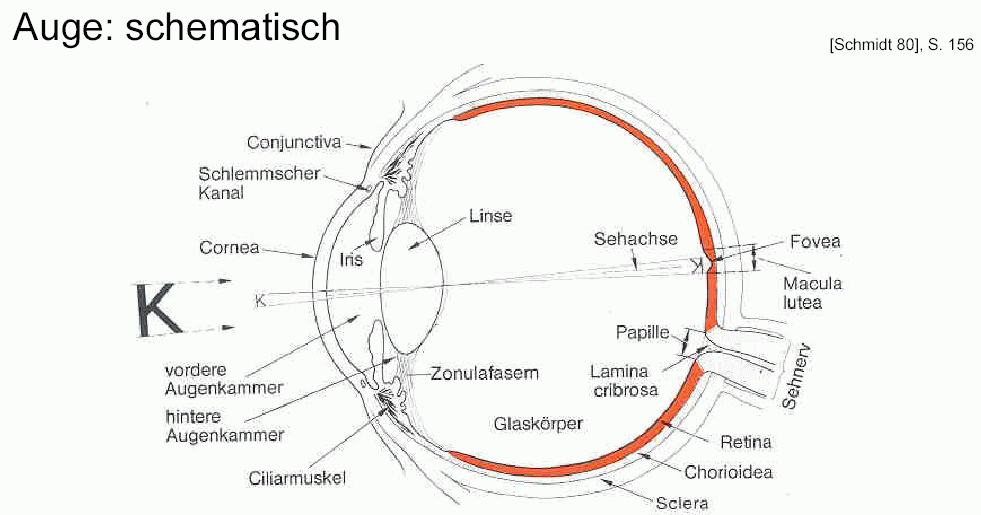 Auge: schematisch
[Schmidt 80], S. 156
Conjunctiva
Schlemmscher
Kanal
Cornea
Iris
Linse
Sehachse
Fovea
Macula
lutea
K
K
K
Papille
Lamina
cribrosa
Sehnerv
vordere
Augenkammer
hintere
Augenkammer
Zonulafasern
Glaskörper
Ciliarmuskel
Retina
Chorioidea
Sclera